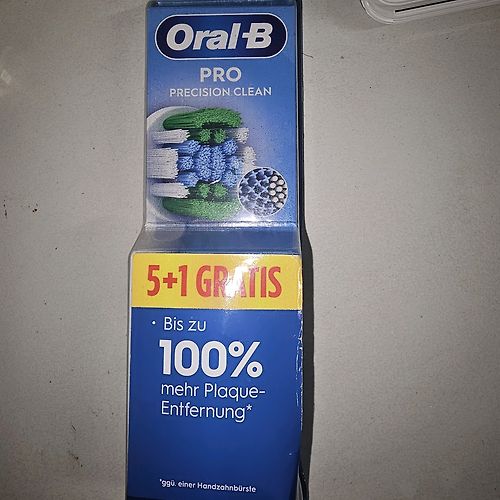 Oral-B
PRO
PRECISION CLEAN
5+1 GRATIS
• Bis zu
100%
mehr Plaque-
Entfernung*
*ggü. einer Handzahnbürste